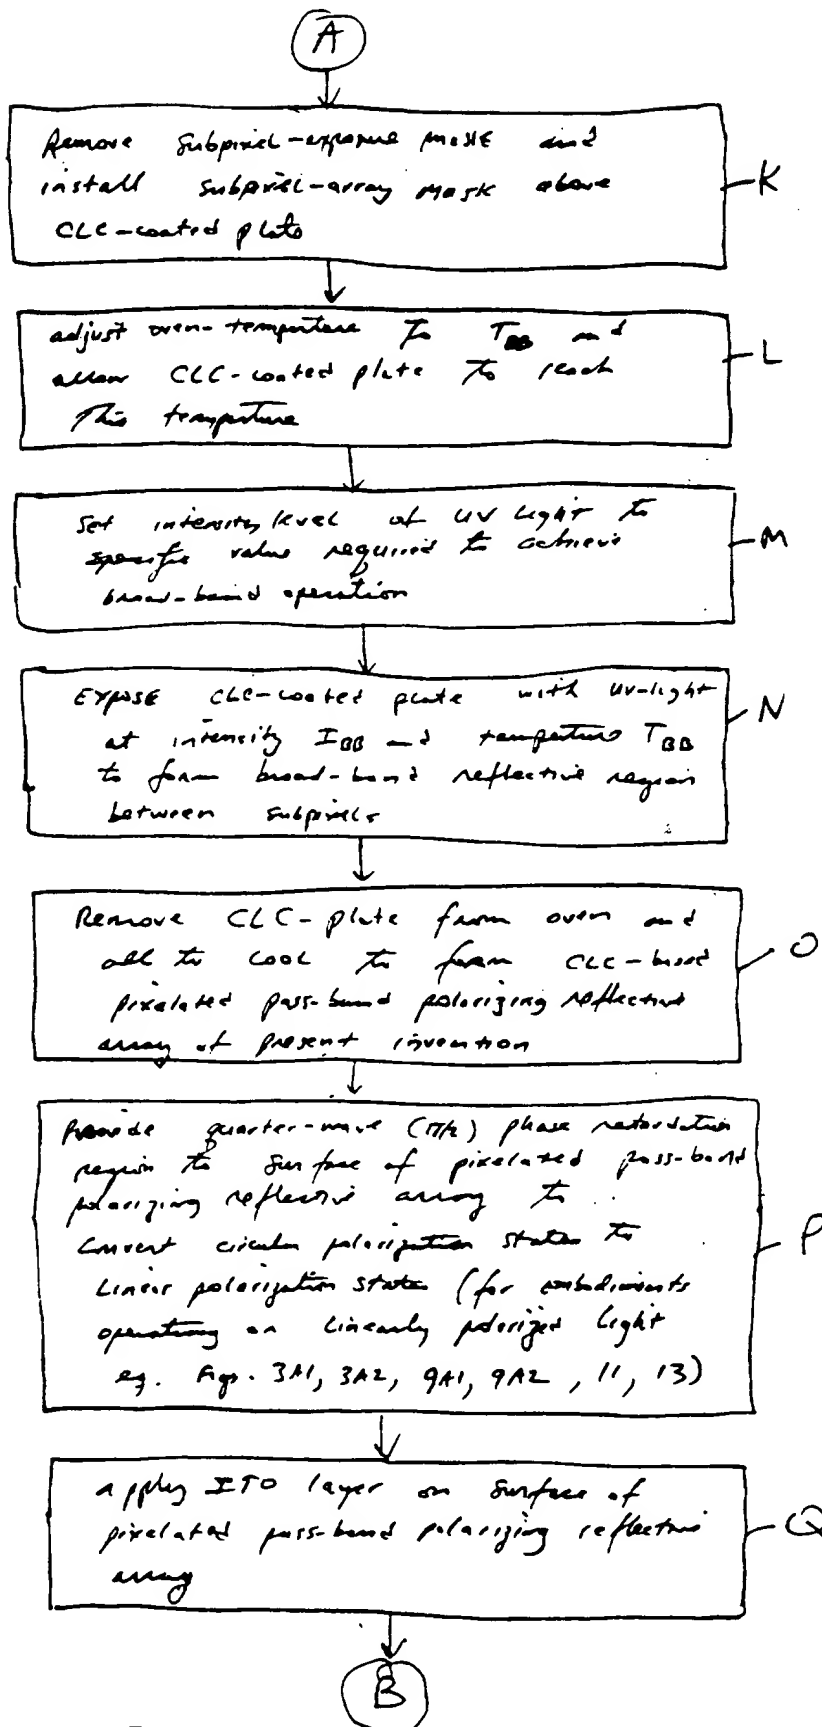 A
Remove Subpixel-exposure mask and
install subpixel-array mask above
CLC-coated plate
K
adjust oven-temperture to TBB and
allow CLC-coated plate to reach
This temperture
L
Set intensity level of UV light to
specific value required to achieve
broad-band operation
M
Expose CLC-coated plate with UV-light
at intensity IBB and temperture TBB
to form broad-band reflective region
between subpixels
N
Remove CLC-plate from oven and
all to cool to form CLC-based
pixelated pass-band polarizing reflective
array of present invention
O
Provide quarter-wave (π/2) phase retardation
region to surface of pixelated pass-band
polarizing reflective array to
Convert circular polarization states to
Linear polarization states (for embodiments
operating on Linearly polarized light
eg. Figs. 3A1, 3A2, 9A1, 9A2, 11, 13)
P
apply ITO layer on surface of
pixelated pass-band polarizing reflective
array
Q
B